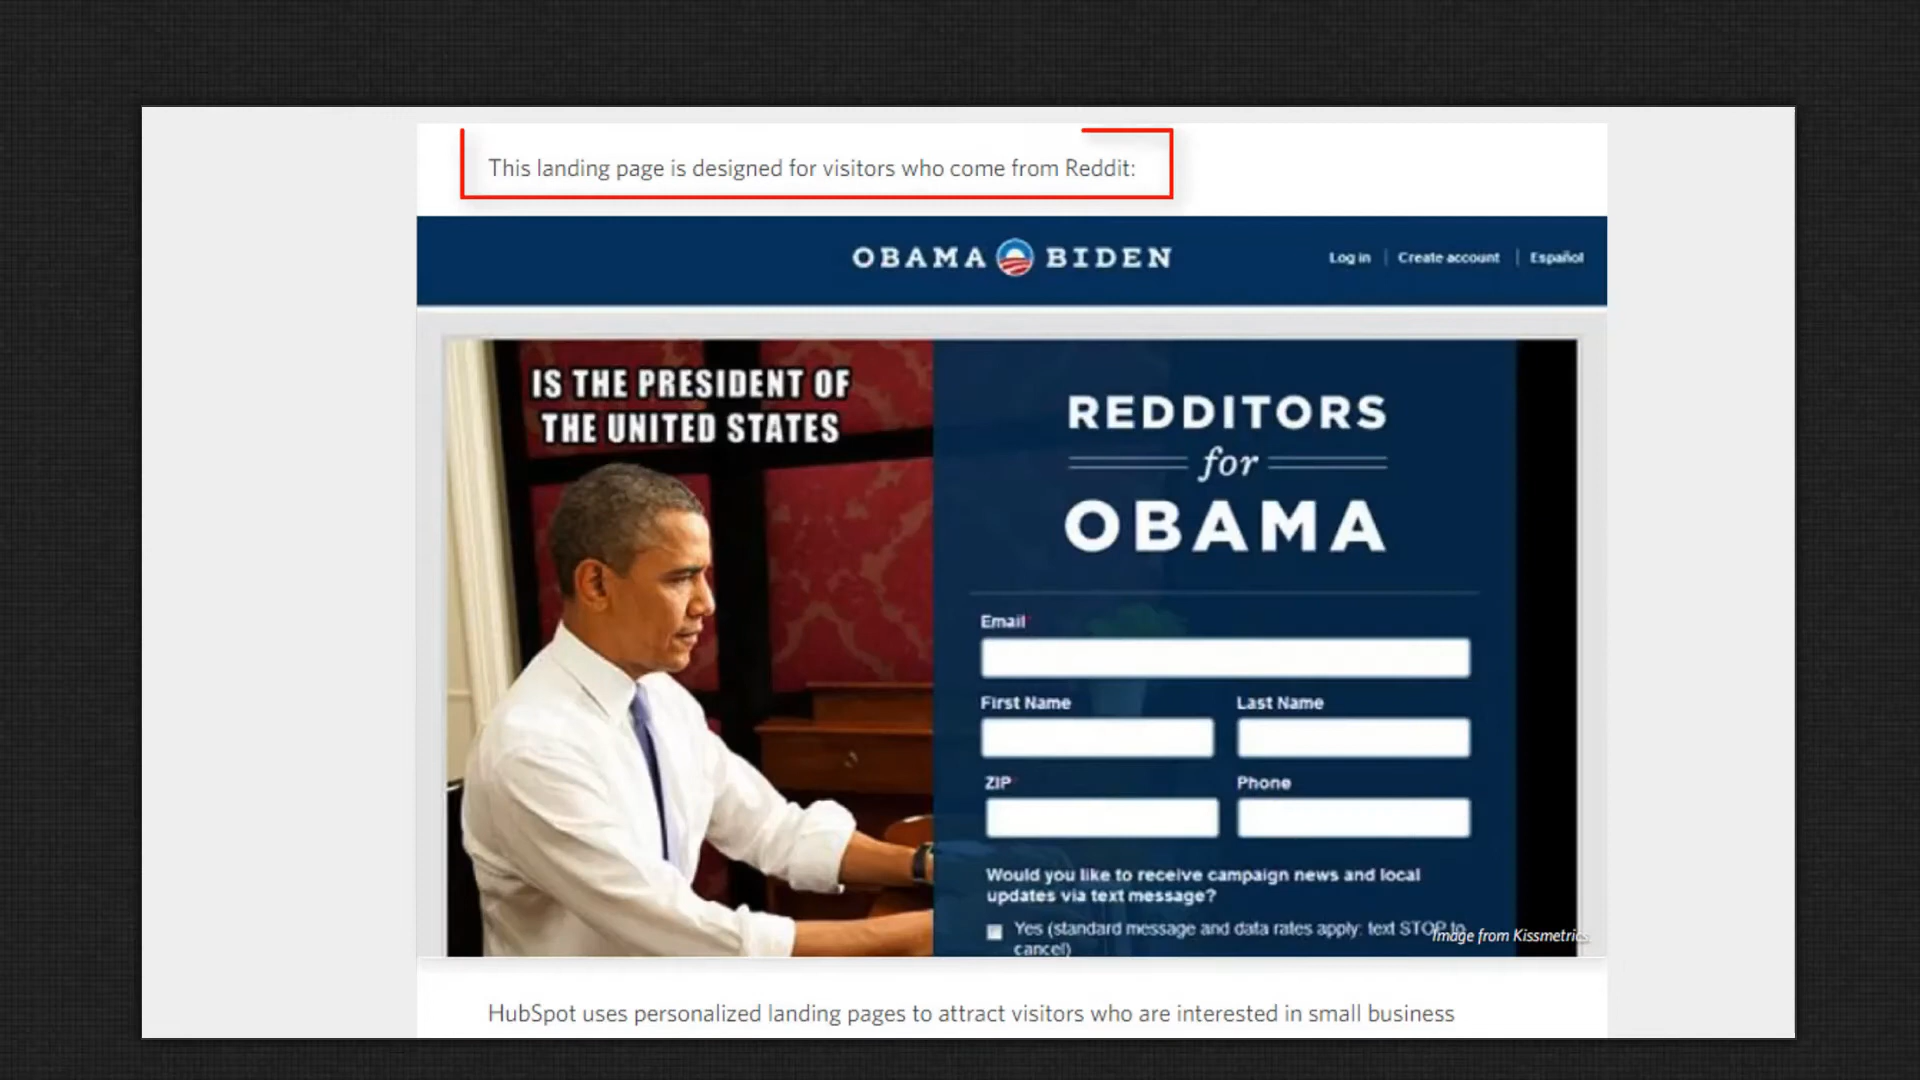 This landing page is designed for visitors who come from Reddit:
OBAMA BIDEN
Log in | Create account | Español
IS THE PRESIDENT OF
THE UNITED STATES
REDDITORS
for
OBAMA
Email
First Name Last Name
ZIP Phone
Would you like to receive campaign news and local
updates via text message?
Yes (standard message and data rates apply: text STOP to
cancel)
Image from Kissmetrics
HubSpot uses personalized landing pages to attract visitors who are interested in small business